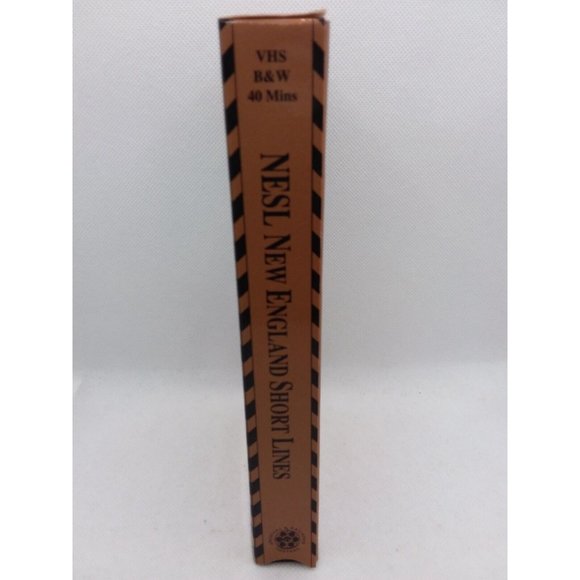 VHS
B&W
40 Mins
NESL NEW ENGLAND SHORT LINES